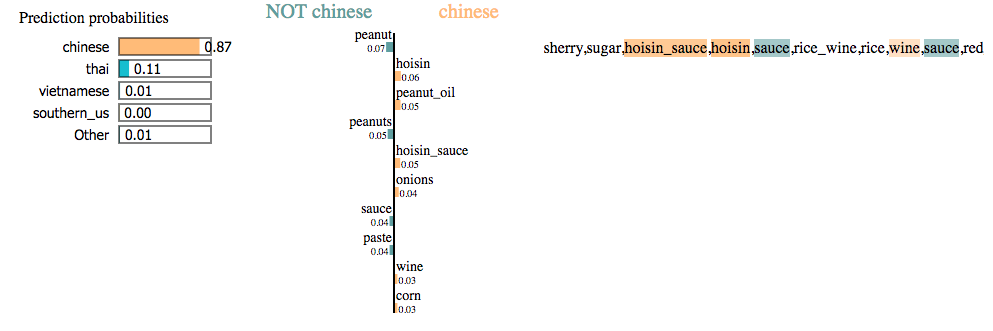 Prediction probabilities
chinese 0.87
thai 0.11
vietnamese 0.01
southern_us 0.00
Other 0.01
NOT chinese chinese
peanut
0.07
hoisin
0.06
peanut_oil
0.05
peanuts
0.05
hoisin_sauce
0.05
onions
0.04
sauce
0.04
paste
0.04
wine
0.03
corn
0.03
sherry,sugar,hoisin_sauce,hoisin,sauce,rice_wine,rice,wine,sauce,red